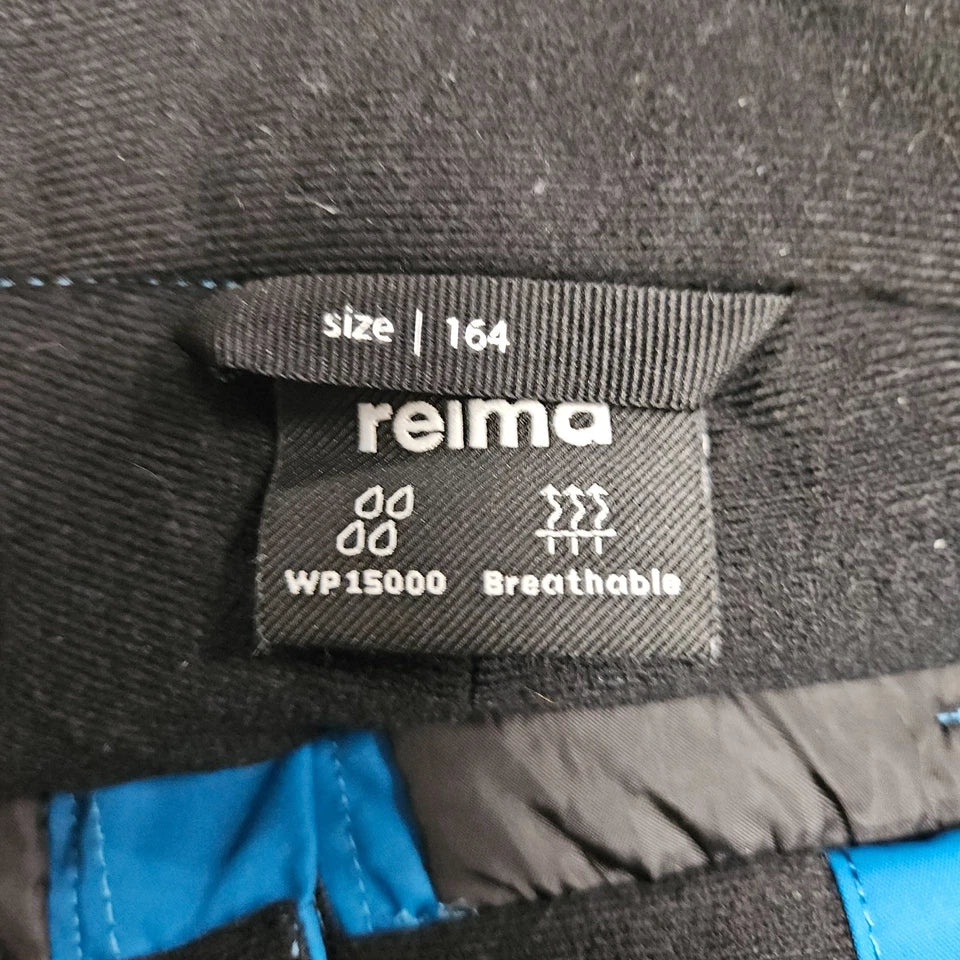 size | 164
reima
WP15000
Breathable